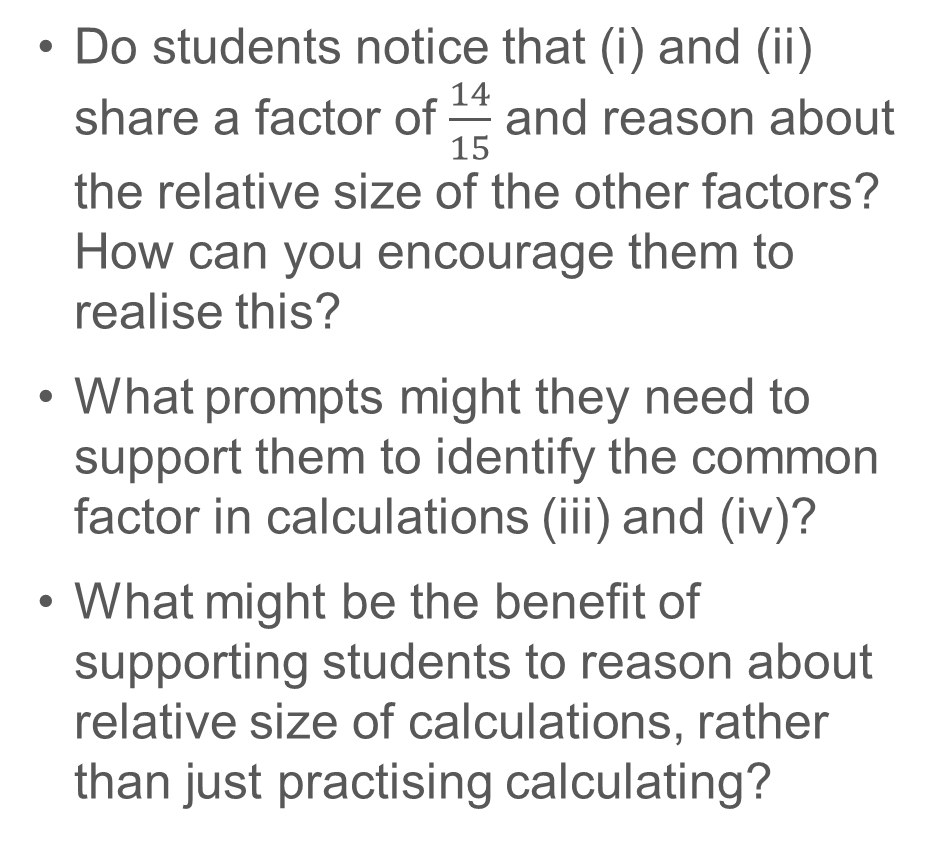 • Do students notice that (i) and (ii)
share a factor of 14/15 and reason about
the relative size of the other factors?
How can you encourage them to
realise this?
• What prompts might they need to
support them to identify the common
factor in calculations (iii) and (iv)?
• What might be the benefit of
supporting students to reason about
relative size of calculations, rather
than just practising calculating?